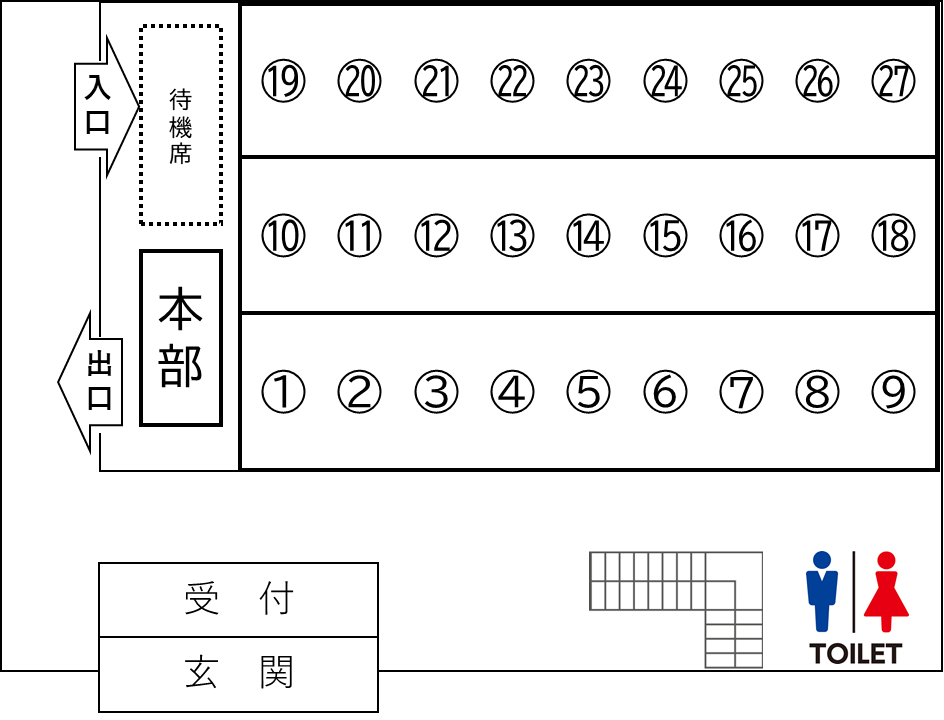 入口
待機席
⑲ ⑳ ㉑ ㉒ ㉓ ㉔ ㉕ ㉖ ㉗
⑩ ⑪ ⑫ ⑬ ⑭ ⑮ ⑯ ⑰ ⑱
本部
出口
① ② ③ ④ ⑤ ⑥ ⑦ ⑧ ⑨
受 付
玄 関
TOILET